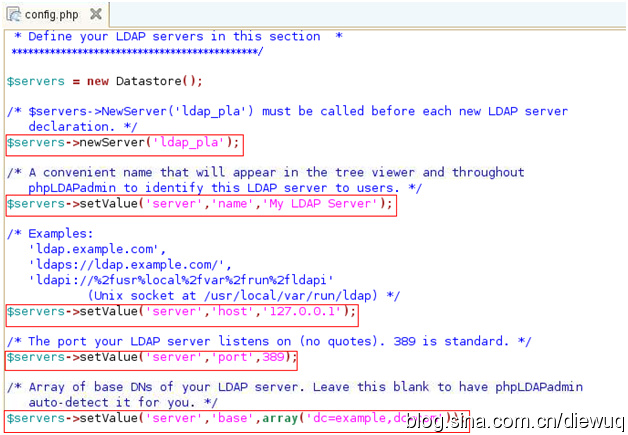 config.php
* Define your LDAP servers in this section *
***********************************************/
$servers = new Datastore();
/* $servers->NewServer('ldap_pla') must be called before each new LDAP server
declaration. */
$servers->newServer('ldap_pla');
/* A convenient name that will appear in the tree viewer and throughout
phpLDAPadmin to identify this LDAP server to users. */
$servers->setValue('server','name','My LDAP Server');
/* Examples:
'ldap.example.com',
'ldaps://ldap.example.com/',
'ldapi://%2fusr%local%2fvar%2frun%2fldapi'
(Unix socket at /usr/local/var/run/ldap) */
$servers->setValue('server','host','127.0.0.1');
/* The port your LDAP server listens on (no quotes). 389 is standard. */
$servers->setValue('server','port',389);
/* Array of base DNs of your LDAP server. Leave this blank to have phpLDAPadmin
auto-detect it for you. */
$servers->setValue('server','base',array('dc=example,
blog.sina.com.cn/diewuq